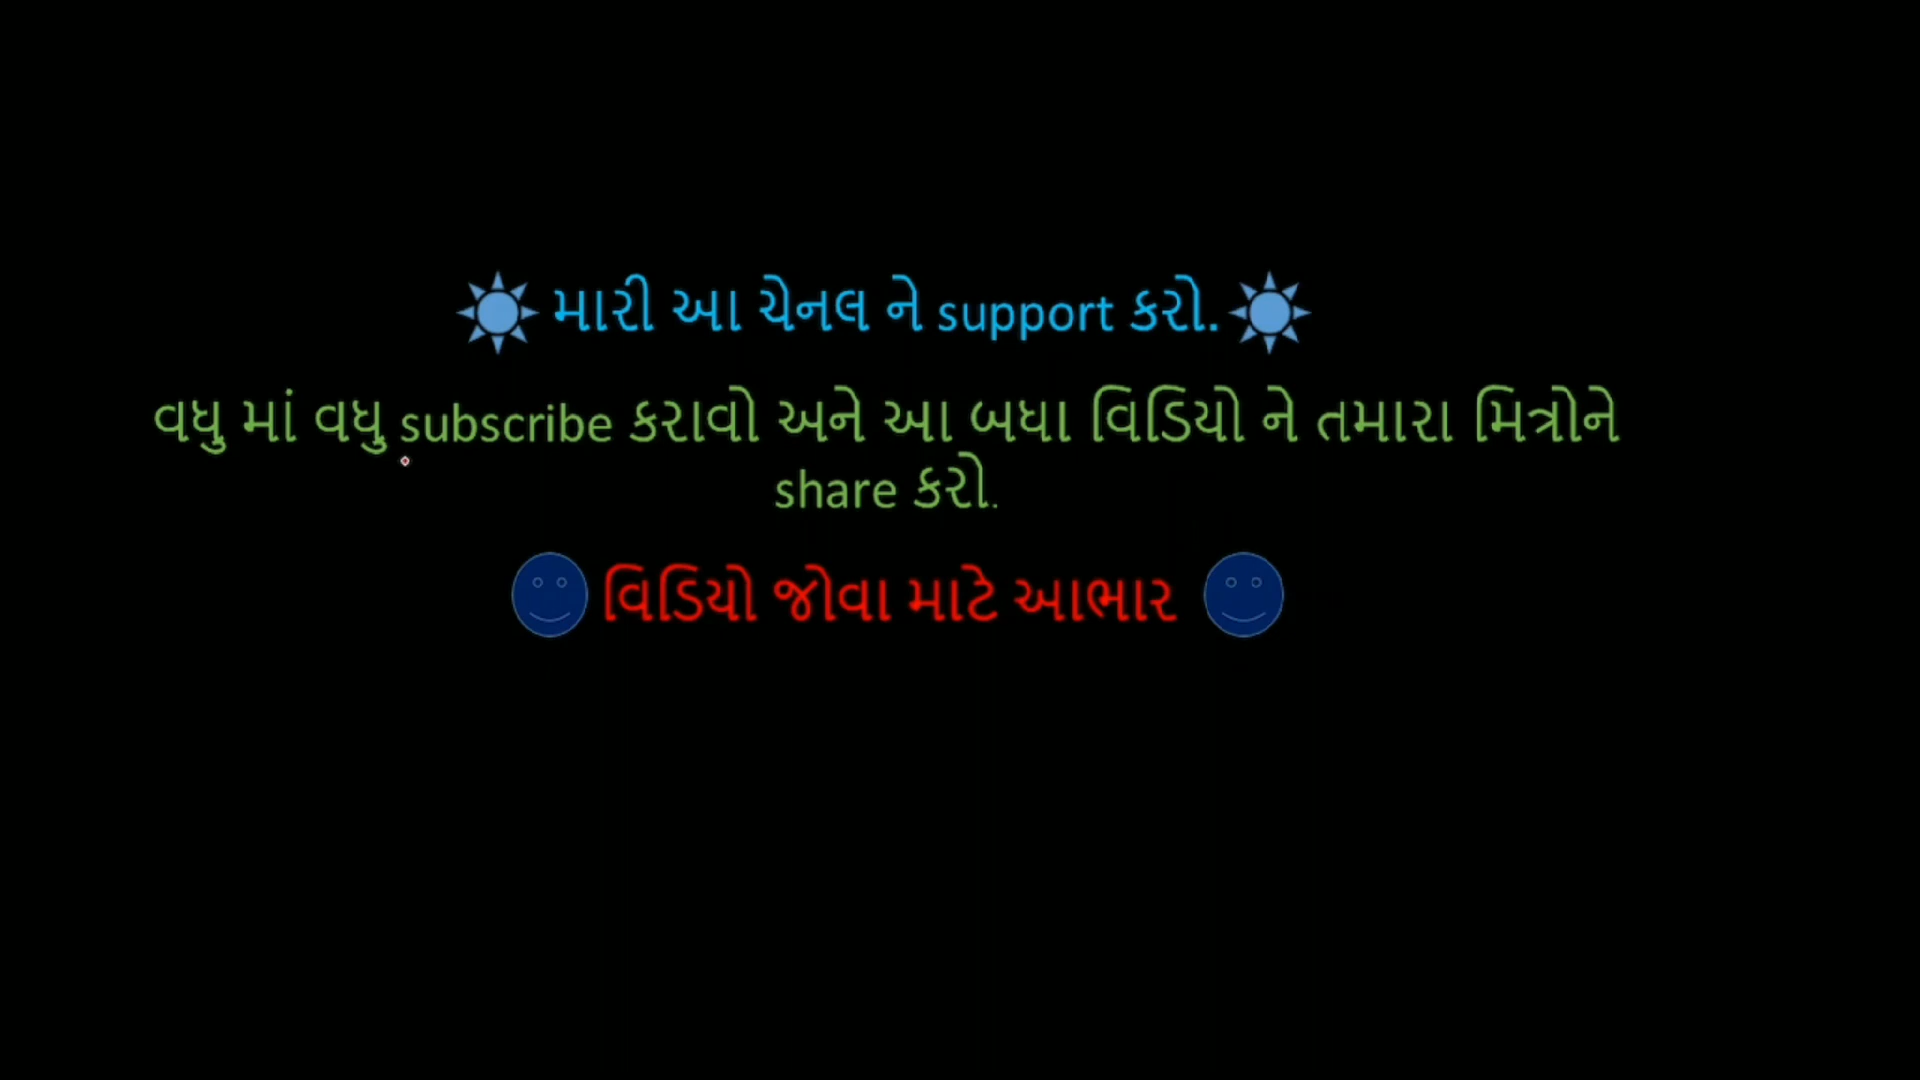 મારી આ ચેનલ ને support કરો.
વધુ માં વધુ subscribe કરાવો અને આ બધા વિડિયો ને તમારા મિત્રોને
share કરો.
વિડિયો જોવા માટે આભાર